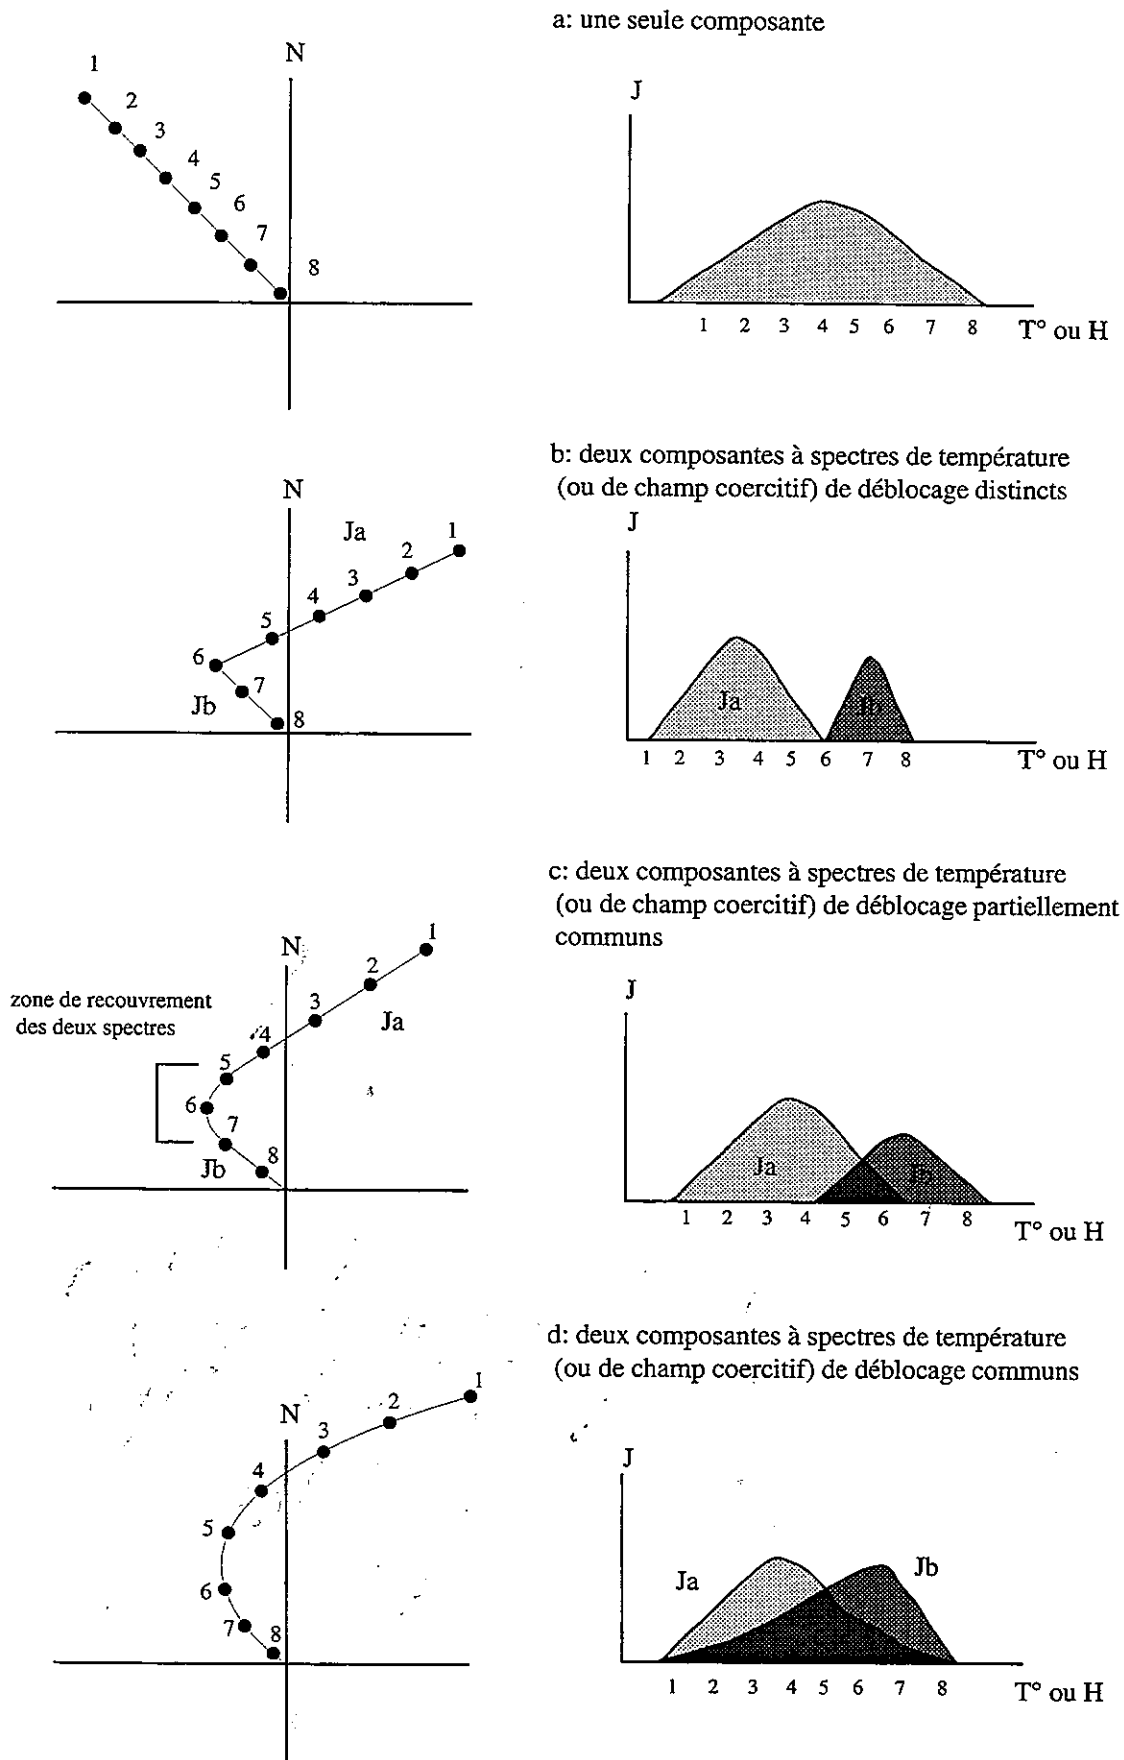 a: une seule composante
N
1
2
3
4
5
6
7
8
J
1 2 3 4 5 6 7 8 T° ou H
b: deux composantes à spectres de température
(ou de champ coercitif) de déblocage distincts
N
Ja
1
2
3
4
5
6
7
Jb
8
J
Ja
Jb
1 2 3 4 5 6 7 8 T° ou H
c: deux composantes à spectres de température
(ou de champ coercitif) de déblocage partiellement
communs
N
1
2
3
Ja
4
zone de recouvrement
des deux spectres
5
6
7
Jb
8
J
Ja
Jb
1 2 3 4 5 6 7 8 T° ou H
d: deux composantes à spectres de température
(ou de champ coercitif) de déblocage communs
N
1
2
3
4
5
6
7
8
J
Ja
Jb
1 2 3 4 5 6 7 8 T° ou H